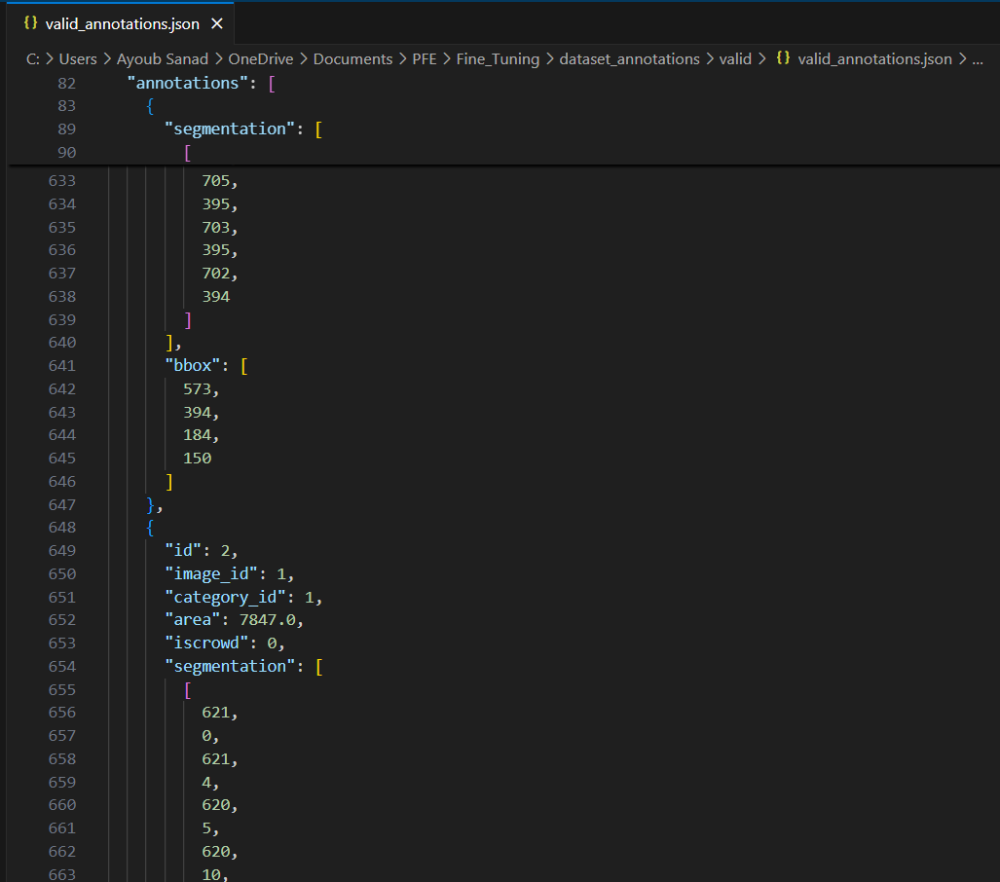 {} valid_annotations.json ×
C: > Users > Ayoub Sanad > OneDrive > Documents > PFE > Fine_Tuning > dataset_annotations > valid > {} valid_annotations.json > ...
82 "annotations": [
83 {
89 "segmentation": [
90 [
633 705,
634 395,
635 703,
636 395,
637 702,
638 394
639 ]
640 ],
641 "bbox": [
642 573,
643 394,
644 184,
645 150
646 ]
647 },
648 {
649 "id": 2,
650 "image_id": 1,
651 "category_id": 1,
652 "area": 7847.0,
653 "iscrowd": 0,
654 "segmentation": [
655 [
656 621,
657 0,
658 621,
659 4,
660 620,
661 5,
662 620,
663 10,